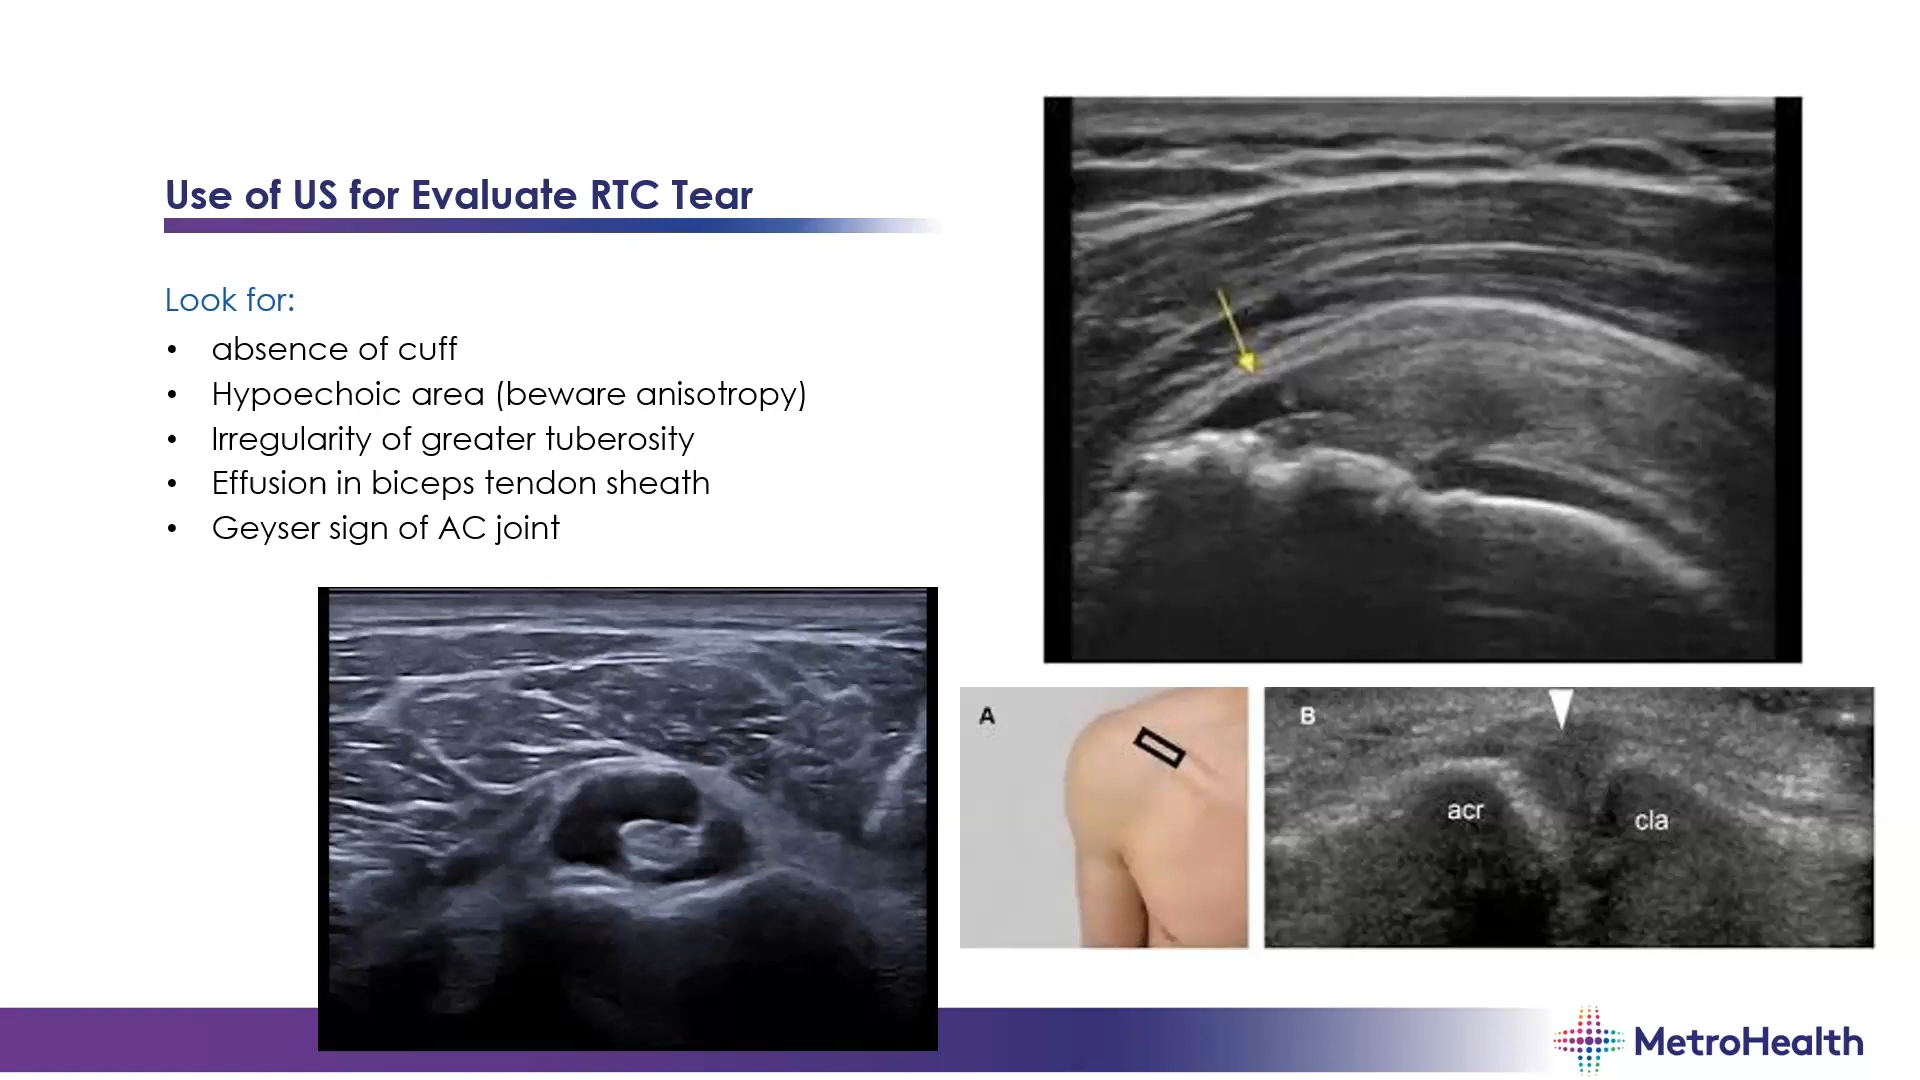 Use of US for Evaluate RTC Tear
Look for:
• absence of cuff
• Hypoechoic area (beware anisotropy)
• Irregularity of greater tuberosity
• Effusion in biceps tendon sheath
• Geyser sign of AC joint
A
B
acr
cla
MetroHealth